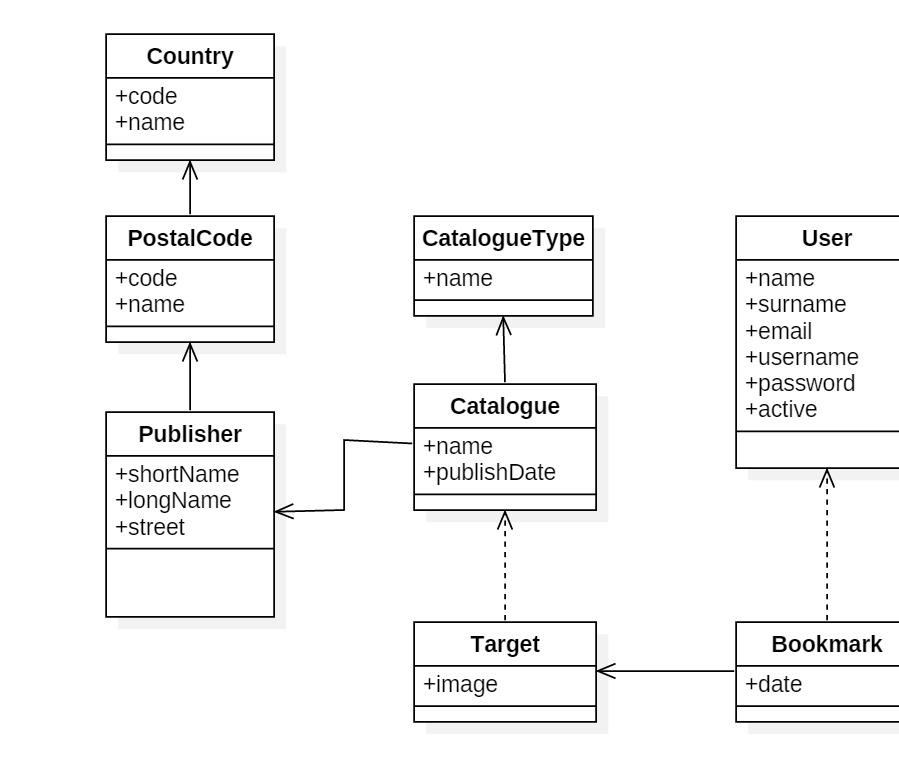 Country
+code
+name
PostalCode
+code
+name
CatalogueType
+name
User
+name
+surname
+email
+username
+password
+active
Publisher
+shortName
+longName
+street
Catalogue
+name
+publishDate
Target
+image
Bookmark
+date